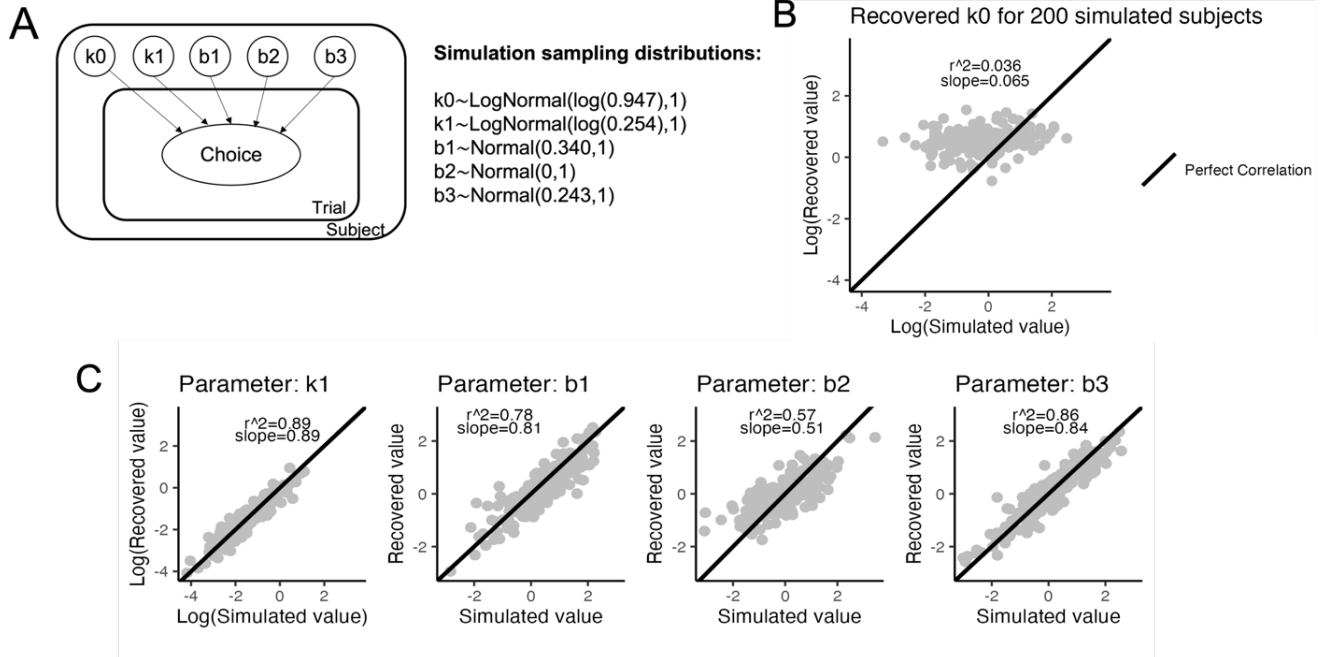 A
k0 k1 b1 b2 b3
Choice
Trial
Subject
Simulation sampling distributions:
k0~LogNormal(log(0.947),1)
k1~LogNormal(log(0.254),1)
b1~Normal(0.340,1)
b2~Normal(0,1)
b3~Normal(0.243,1)
B
Recovered k0 for 200 simulated subjects
r^2=0.036
slope=0.065
Log(Recovered value)
2
0
-2
-4
-4 -2 0 2
Log(Simulated value)
Perfect Correlation
C
Parameter: k1
r^2=0.89
slope=0.89
Log(Recovered value)
2
0
-2
-4
-4 -2 0 2
Log(Simulated value)
Parameter: b1
r^2=0.78
slope=0.81
Recovered value
2
0
-2
-2 0 2
Simulated value
Parameter: b2
r^2=0.57
slope=0.51
Recovered value
2
0
-2
-2 0 2
Simulated value
Parameter: b3
r^2=0.86
slope=0.84
Recovered value
2
0
-2
-2 0 2
Simulated value